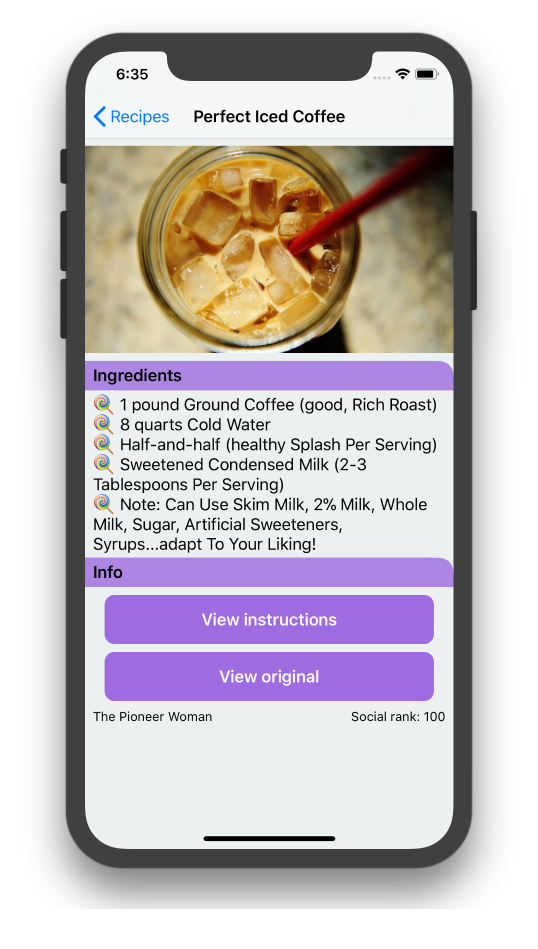 6:35
Recipes
Perfect Iced Coffee
Ingredients
🍭 1 pound Ground Coffee (good, Rich Roast)
🍭 8 quarts Cold Water
🍭 Half-and-half (healthy Splash Per Serving)
🍭 Sweetened Condensed Milk (2-3
Tablespoons Per Serving)
🍭 Note: Can Use Skim Milk, 2% Milk, Whole
Milk, Sugar, Artificial Sweeteners,
Syrups...adapt To Your Liking!
Info
View instructions
View original
The Pioneer Woman
Social rank: 100